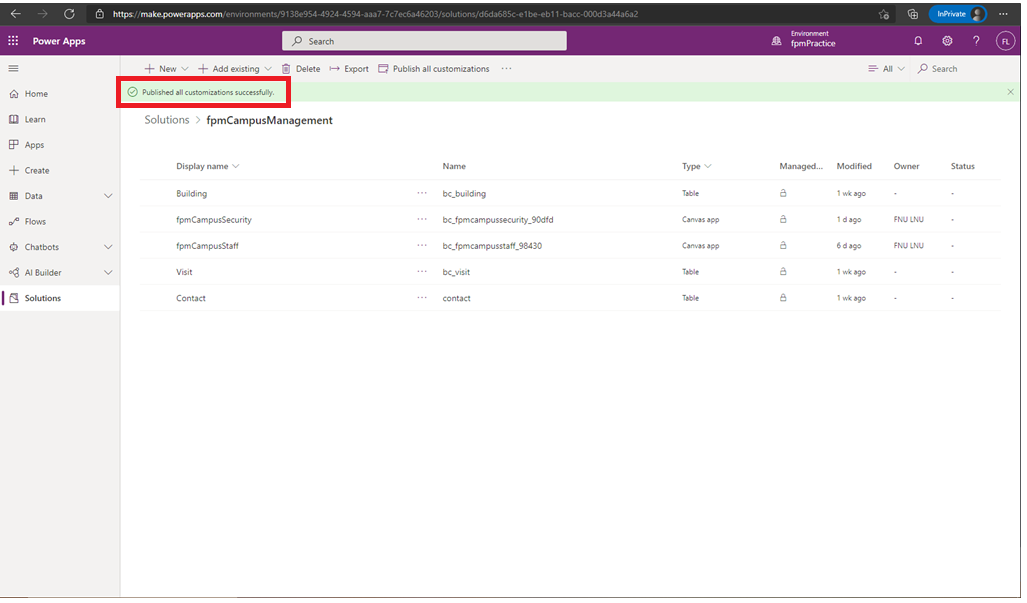 https://make.powerapps.com/environments/9138e954-4924-4594-aaa7-7c7ec6a46203/solutions/d6da685c-e1be-eb11-bacc-000d3a44a6a2
InPrivate
Power Apps
Search
Environment
fpmPractice
?
FL
New
Add existing
Delete
Export
Publish all customizations
All
Search
Published all customizations successfully.
Home
Learn
Apps
Create
Data
Flows
Chatbots
AI Builder
Solutions
Solutions > fpmCampusManagement
Display name Name Type Managed... Modified Owner Status
Building ... bc_building Table 1 wk ago - -
fpmCampusSecurity ... bc_fpmcampussecurity_90dfd Canvas app 1 d ago FNU LNU -
fpmCampusStaff ... bc_fpmcampusstaff_98430 Canvas app 6 d ago FNU LNU -
Visit ... bc_visit Table 1 wk ago - -
Contact ... contact Table 1 wk ago - -